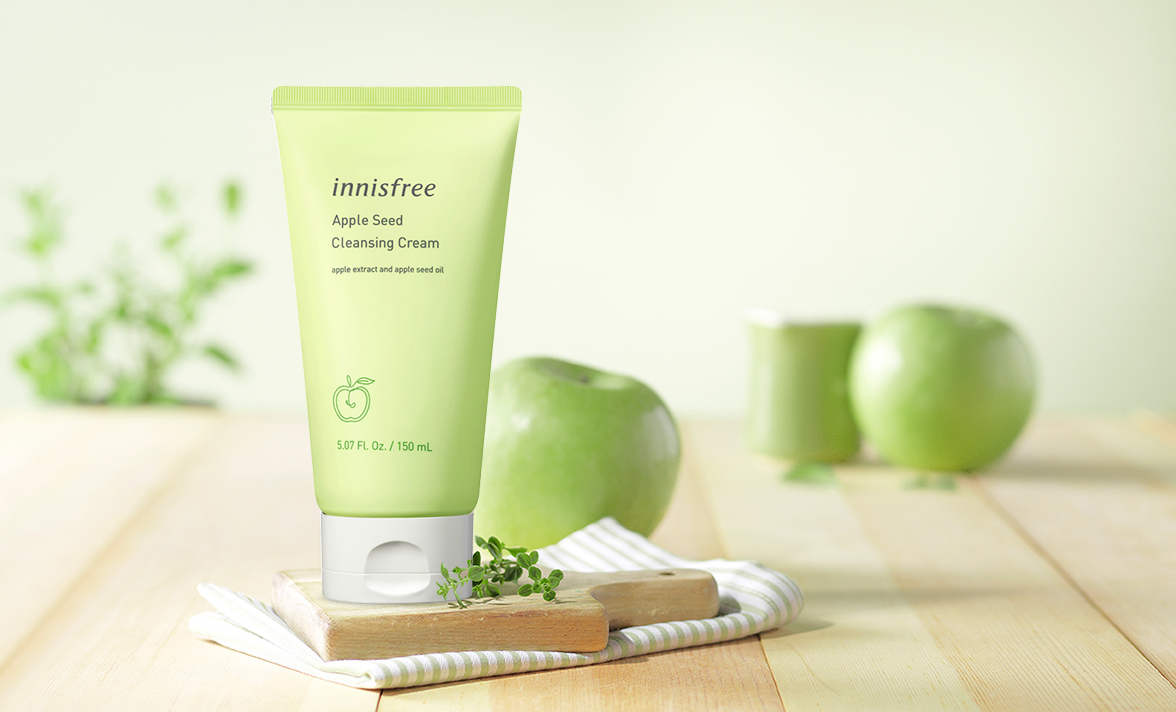 innisfree
Apple Seed
Cleansing Cream
apple extract and apple seed oil
5.07 Fl. Oz. / 150 mL